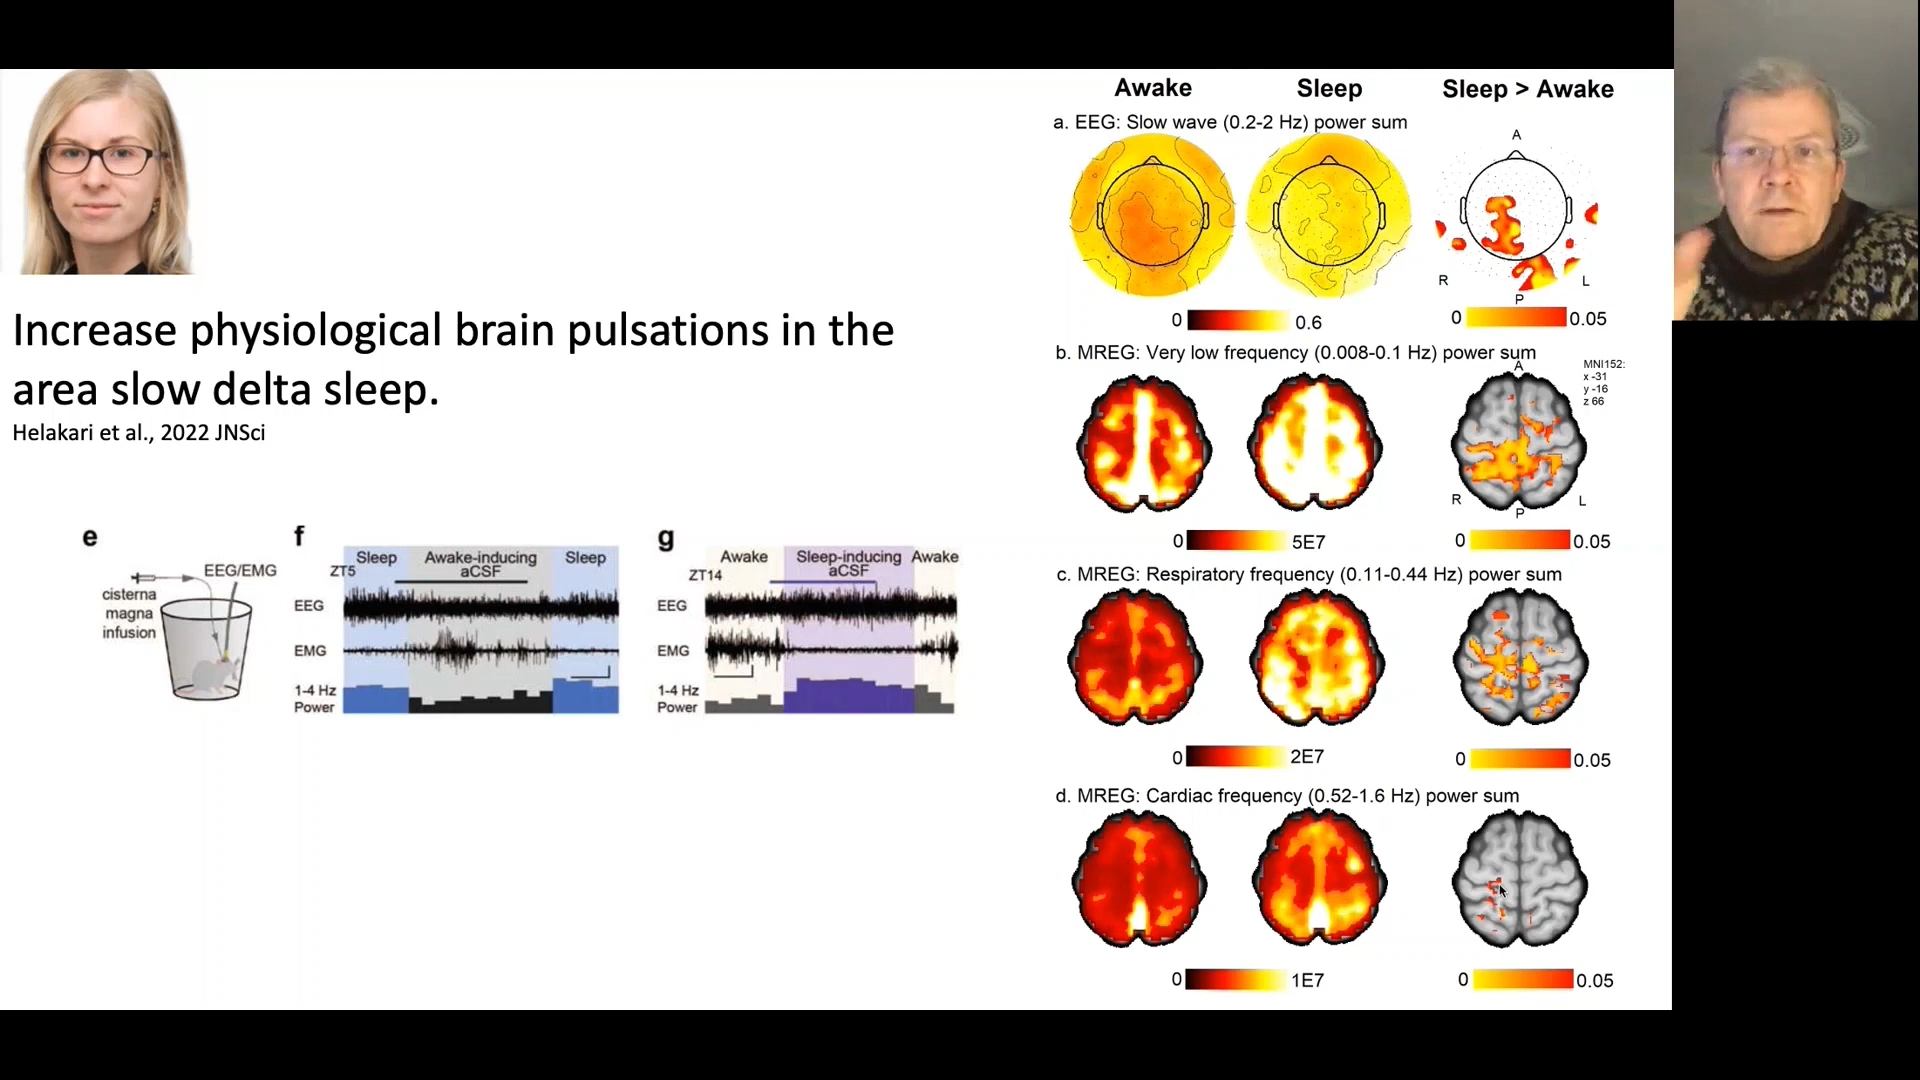 Increase physiological brain pulsations in the
area slow delta sleep.
Helakari et al., 2022 JNSci
e
cisterna
magna
infusion
EEG/EMG
f
Sleep
Awake-inducing
aCSF
Sleep
ZT5
EEG
EMG
1-4 Hz
Power
g
Awake
Sleep-inducing
aCSF
Awake
ZT14
EEG
EMG
1-4 Hz
Power
Awake
Sleep
Sleep > Awake
a. EEG: Slow wave (0.2-2 Hz) power sum
A
R
L
P
0
0.6
0
0.05
b. MREG: Very low frequency (0.008-0.1 Hz) power sum
A
MNI152:
x -31
y -16
z 66
R
L
P
0
5E7
0
0.05
c. MREG: Respiratory frequency (0.11-0.44 Hz) power sum
0
2E7
0
0.05
d. MREG: Cardiac frequency (0.52-1.6 Hz) power sum
0
1E7
0
0.05